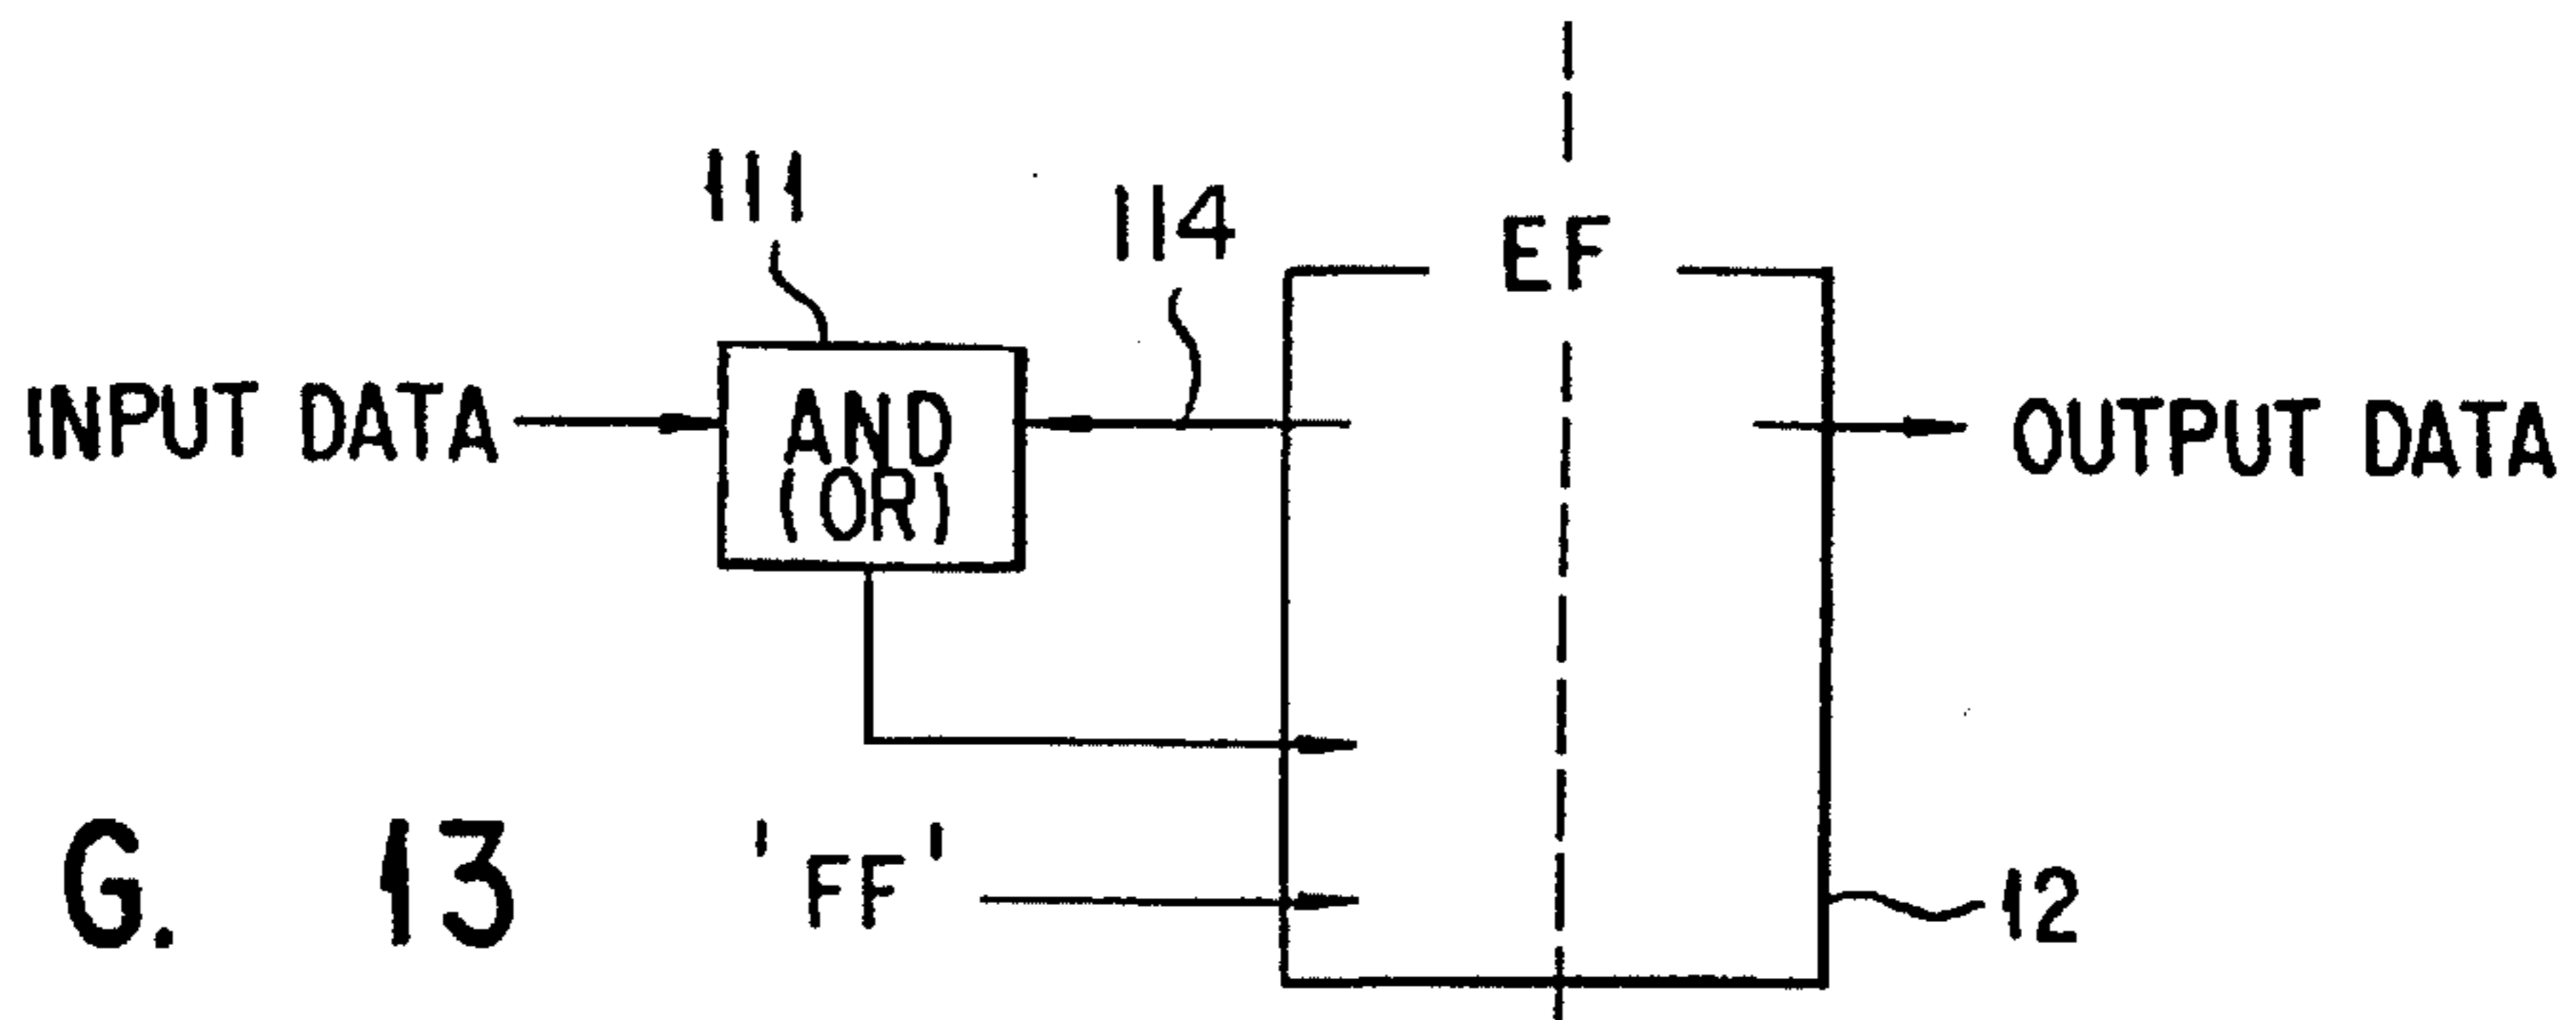 111
114
EF
INPUT DATA
AND
(OR)
OUTPUT DATA
G. 13
'FF'
12